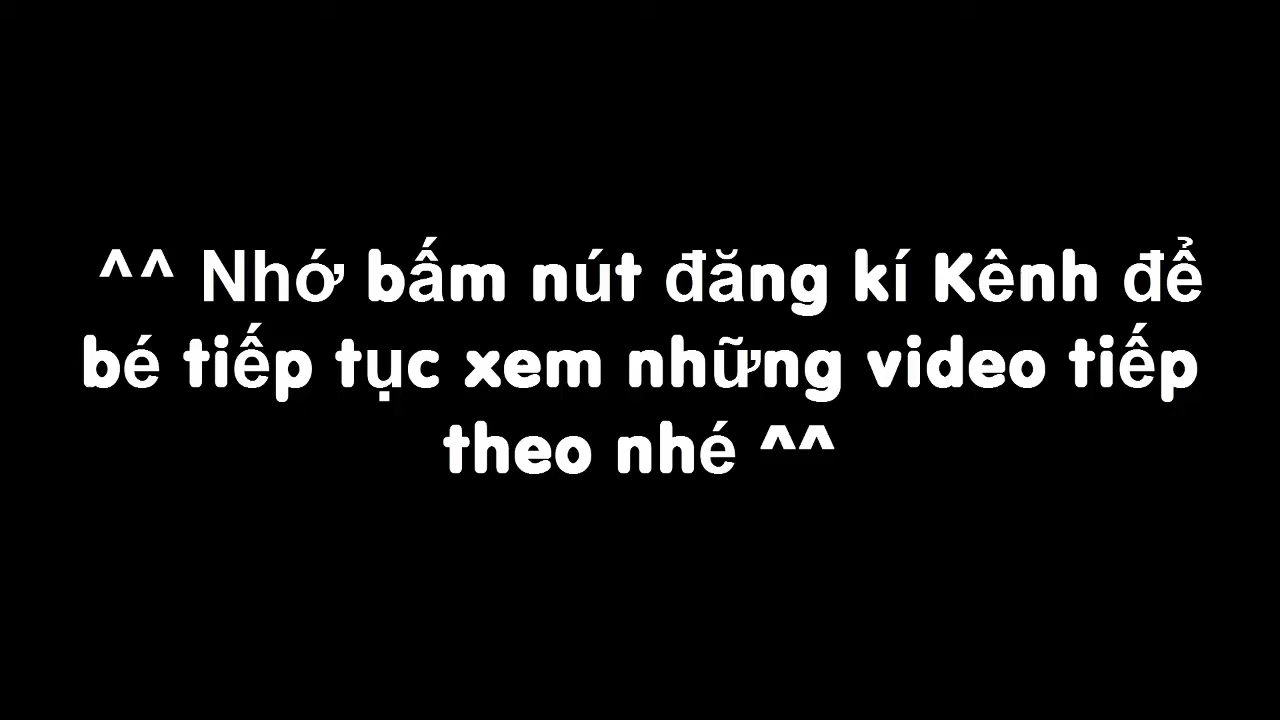 ^^ Nhớ bấm nút đăng kí Kênh để
bé tiếp tục xem những video tiếp
theo nhé ^^